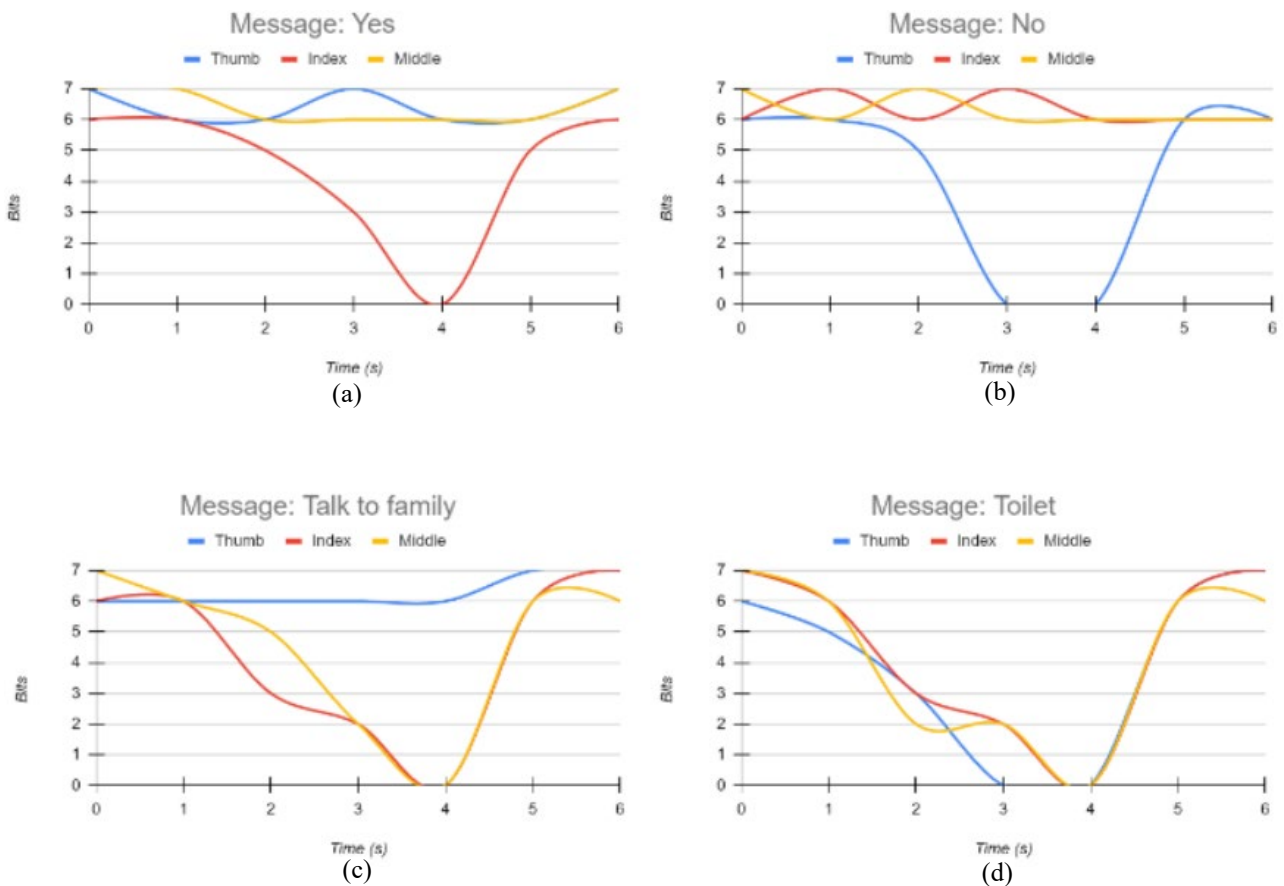 Message: Yes
Thumb Index Middle
7
6
5
4
3
2
1
0
Bits
0 1 2 3 4 5 6
Time (s)
(a)
Message: No
Thumb Index Middle
7
6
5
4
3
2
1
0
Bits
0 1 2 3 4 5 6
Time (s)
(b)
Message: Talk to family
Thumb Index Middle
7
6
5
4
3
2
1
0
Bits
0 1 2 3 4 5 6
Time (s)
(c)
Message: Toilet
Thumb Index Middle
7
6
5
4
3
2
1
0
Bits
0 1 2 3 4 5 6
Time (s)
(d)